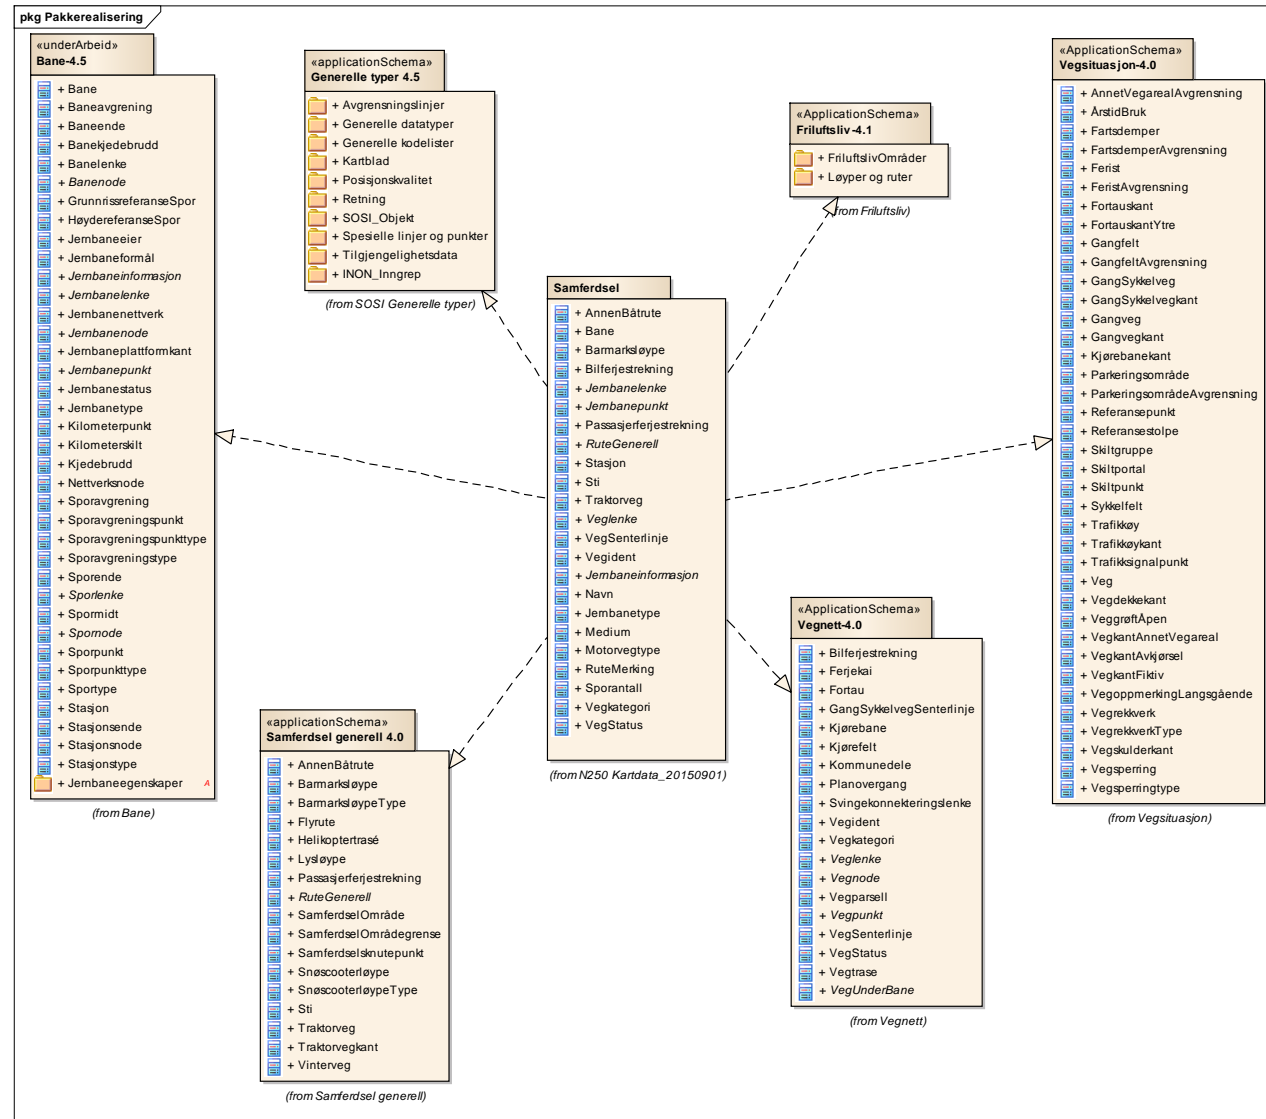 pkg Pakkerealisering
«underArbeid»
Bane-4.5
+ Bane
+ Baneavgrening
+ Baneende
+ Banekjedebrudd
+ Banelenke
+ Banenode
+ GrunnrissreferanseSpor
+ HøydereferanseSpor
+ Jernbaneeier
+ Jernbaneformål
+ Jernbaneinformasjon
+ Jernbanelenke
+ Jernbanenettverk
+ Jernbanenode
+ Jernbaneplattformkant
+ Jernbanepunkt
+ Jernbanestatus
+ Jernbanetype
+ Kilometerpunkt
+ Kilometerskilt
+ Kjedebrudd
+ Nettverksnode
+ Sporavgrening
+ Sporavgreningspunkt
+ Sporavgreningspunkttype
+ Sporavgreningstype
+ Sporende
+ Sporlenke
+ Spormidt
+ Spornode
+ Sporpunkt
+ Sporpunkttype
+ Sportype
+ Stasjon
+ Stasjonsende
+ Stasjonsnode
+ Stasjonstype
+ Jernbaneegenskaper A
(from Bane)
«applicationSchema»
Generelle typer 4.5
+ Avgrensningslinjer
+ Generelle datatyper
+ Generelle kodelister
+ Kartblad
+ Posisjonskvalitet
+ Retning
+ SOSI_Objekt
+ Spesielle linjer og punkter
+ Tilgjengelighetsdata
+ INON_Inngrep
(from SOSI Generelle typer)
«ApplicationSchema»
Friluftsliv-4.1
+ FriluftslivOmråder
+ Løyper og ruter
(from Friluftsliv)
Samferdsel
+ AnnenBåtrute
+ Bane
+ Barmarksløype
+ Bilferjestrekning
+ Jernbanelenke
+ Jernbanepunkt
+ Passasjerferjestrekning
+ RuteGenerell
+ Stasjon
+ Sti
+ Traktorveg
+ Veglenke
+ VegSenterlinje
+ Vegident
+ Jernbaneinformasjon
+ Navn
+ Jernbanetype
+ Medium
+ Motorvegtype
+ RuteMerking
+ Sporantall
+ Vegkategori
+ VegStatus
(from N250 Kartdata_20150901)
«applicationSchema»
Samferdsel generell 4.0
+ AnnenBåtrute
+ Barmarksløype
+ BarmarksløypeType
+ Flyrute
+ Helikoptertrasé
+ Lysløype
+ Passasjerferjestrekning
+ RuteGenerell
+ SamferdselOmråde
+ SamferdselOmrådegrense
+ Samferdselsknutepunkt
+ Snøscooterløype
+ SnøscooterløypeType
+ Sti
+ Traktorveg
+ Traktorvegkant
+ Vinterveg
(from Samferdsel generell)
«ApplicationSchema»
Vegnett-4.0
+ Bilferjestrekning
+ Ferjekai
+ Fortau
+ GangSykkelvegSenterlinje
+ Kjørebane
+ Kjørefelt
+ Kommunedele
+ Planovergang
+ Svingekonnekteringslenke
+ Vegident
+ Vegkategori
+ Veglenke
+ Vegnode
+ Vegparsell
+ Vegpunkt
+ VegSenterlinje
+ VegStatus
+ Vegtrase
+ VegUnderBane
(from Vegnett)
«ApplicationSchema»
Vegsituasjon-4.0
+ AnnetVegarealAvgrensning
+ ÅrstidBruk
+ Fartsdemper
+ FartsdemperAvgrensning
+ Ferist
+ FeristAvgrensning
+ Fortauskant
+ FortauskantYtre
+ Gangfelt
+ GangfeltAvgrensning
+ GangSykkelveg
+ GangSykkelvegkant
+ Gangveg
+ Gangvegkant
+ Kjørebanekant
+ Parkeringsområde
+ ParkeringsområdeAvgrensning
+ Referansepunkt
+ Referansestolpe
+ Skiltgruppe
+ Skiltportal
+ Skiltpunkt
+ Sykkelfelt
+ Trafikkøy
+ Trafikkøykant
+ Trafikksignalpunkt
+ Veg
+ Vegdekkekant
+ VeggrøftÅpen
+ VegkantAnnetVegareal
+ VegkantAvkjørsel
+ VegkantFiktiv
+ VegoppmerkingLangsgående
+ Vegrekkverk
+ VegrekkverkType
+ Vegskulderkant
+ Vegsperring
+ Vegsperringtype
(from Vegsituasjon)